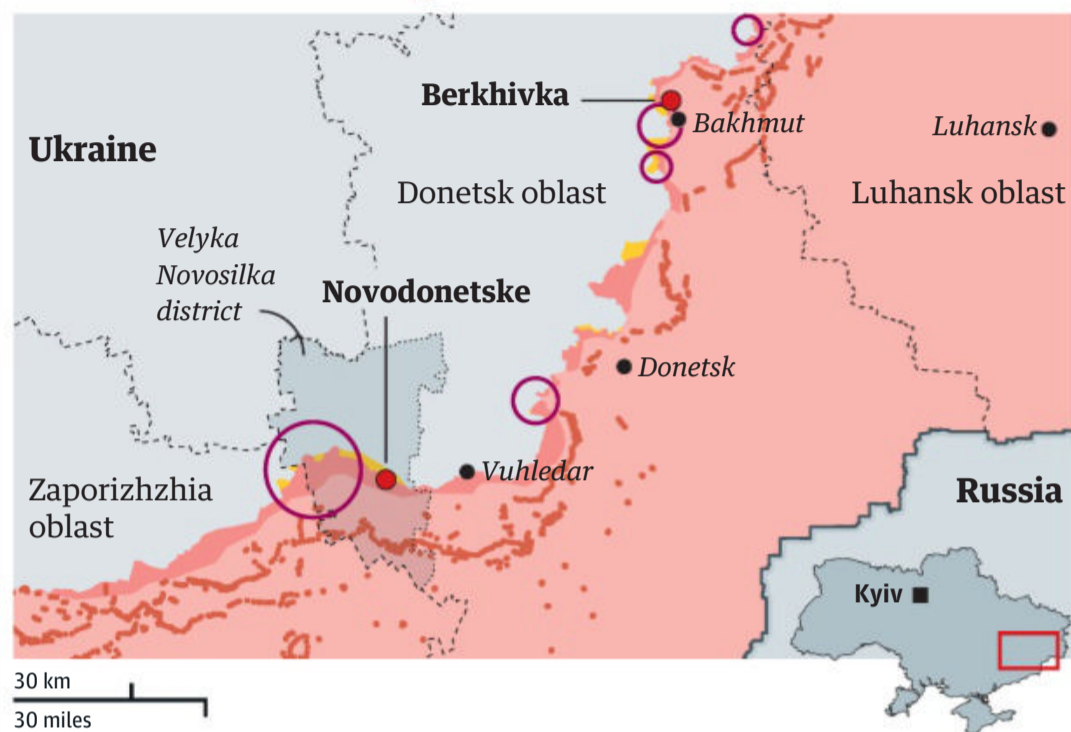 Berkhivka
Bakhmut
Luhansk
Ukraine
Donetsk oblast
Luhansk oblast
Velyka
Novosilka
district
Novodonetske
Donetsk
Vuhledar
Zaporizhzhia
oblast
Russia
Kyiv
30 km
30 miles